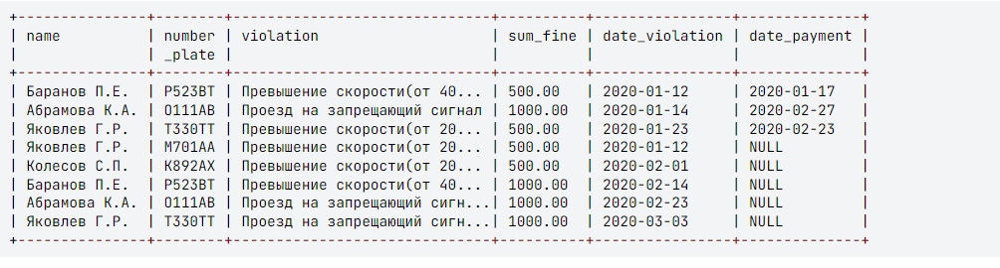 +---------------+--------+------------------------------+----------+----------------+--------------+
| name | number | violation | sum_fine | date_violation | date_payment |
| | _plate | | | | |
+---------------+--------+------------------------------+----------+----------------+--------------+
| Баранов П.Е. | Р523ВТ | Превышение скорости(от 40... | 500.00 | 2020-01-12 | 2020-01-17 |
| Абрамова К.А. | О111АВ | Проезд на запрещающий сигнал | 1000.00 | 2020-01-14 | 2020-02-27 |
| Яковлев Г.Р. | Т330ТТ | Превышение скорости(от 20... | 500.00 | 2020-01-23 | 2020-02-23 |
| Яковлев Г.Р. | М701АА | Превышение скорости(от 20... | 500.00 | 2020-01-12 | NULL |
| Колесов С.П. | К892АХ | Превышение скорости(от 20... | 500.00 | 2020-02-01 | NULL |
| Баранов П.Е. | Р523ВТ | Превышение скорости(от 40... | 1000.00 | 2020-02-14 | NULL |
| Абрамова К.А. | О111АВ | Проезд на запрещающий сигн...| 1000.00 | 2020-02-23 | NULL |
| Яковлев Г.Р. | Т330ТТ | Проезд на запрещающий сигн...| 1000.00 | 2020-03-03 | NULL |
+---------------+--------+------------------------------+----------+----------------+--------------+